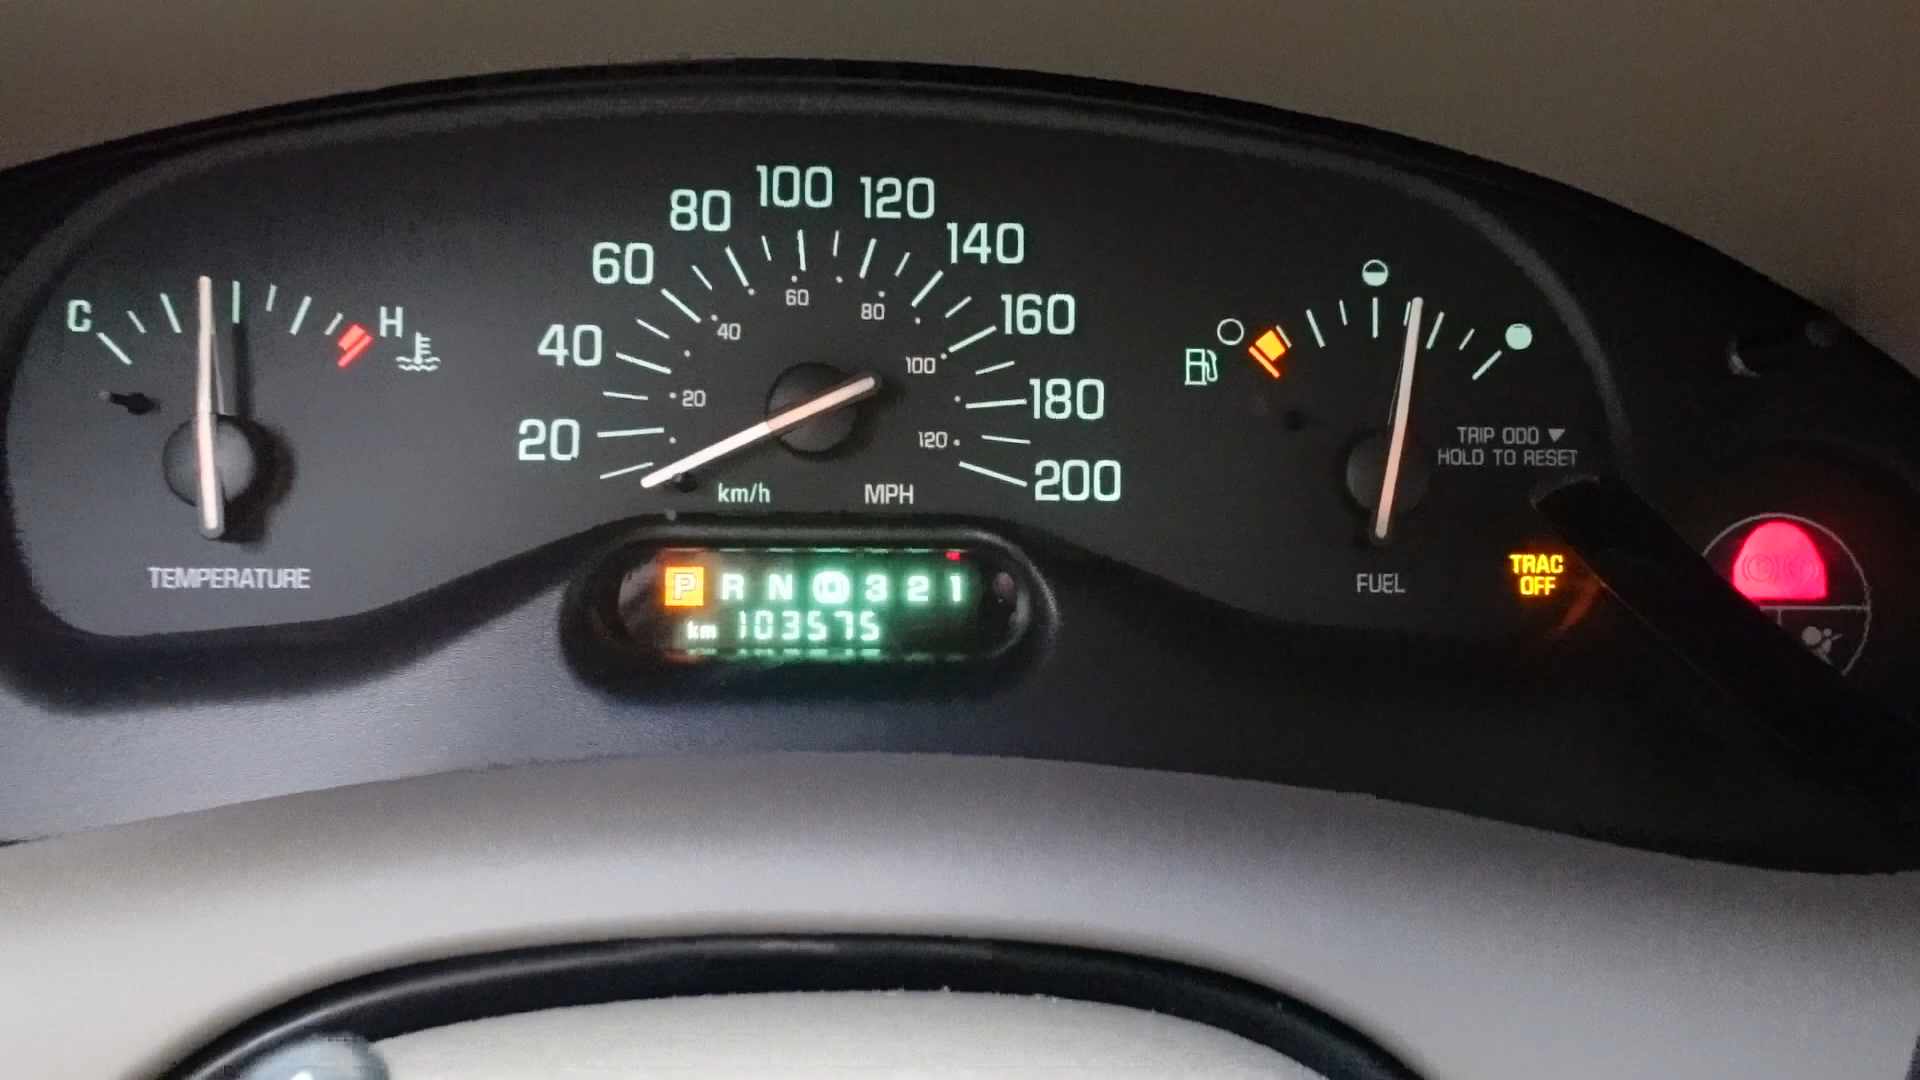 C
H
TEMPERATURE
20
40
60
80
100
120
140
160
180
200
20
40
60
80
100
120
km/h
MPH
P R N D 3 2 1
km 103575
TRIP ODO
HOLD TO RESET
FUEL
TRAC
OFF